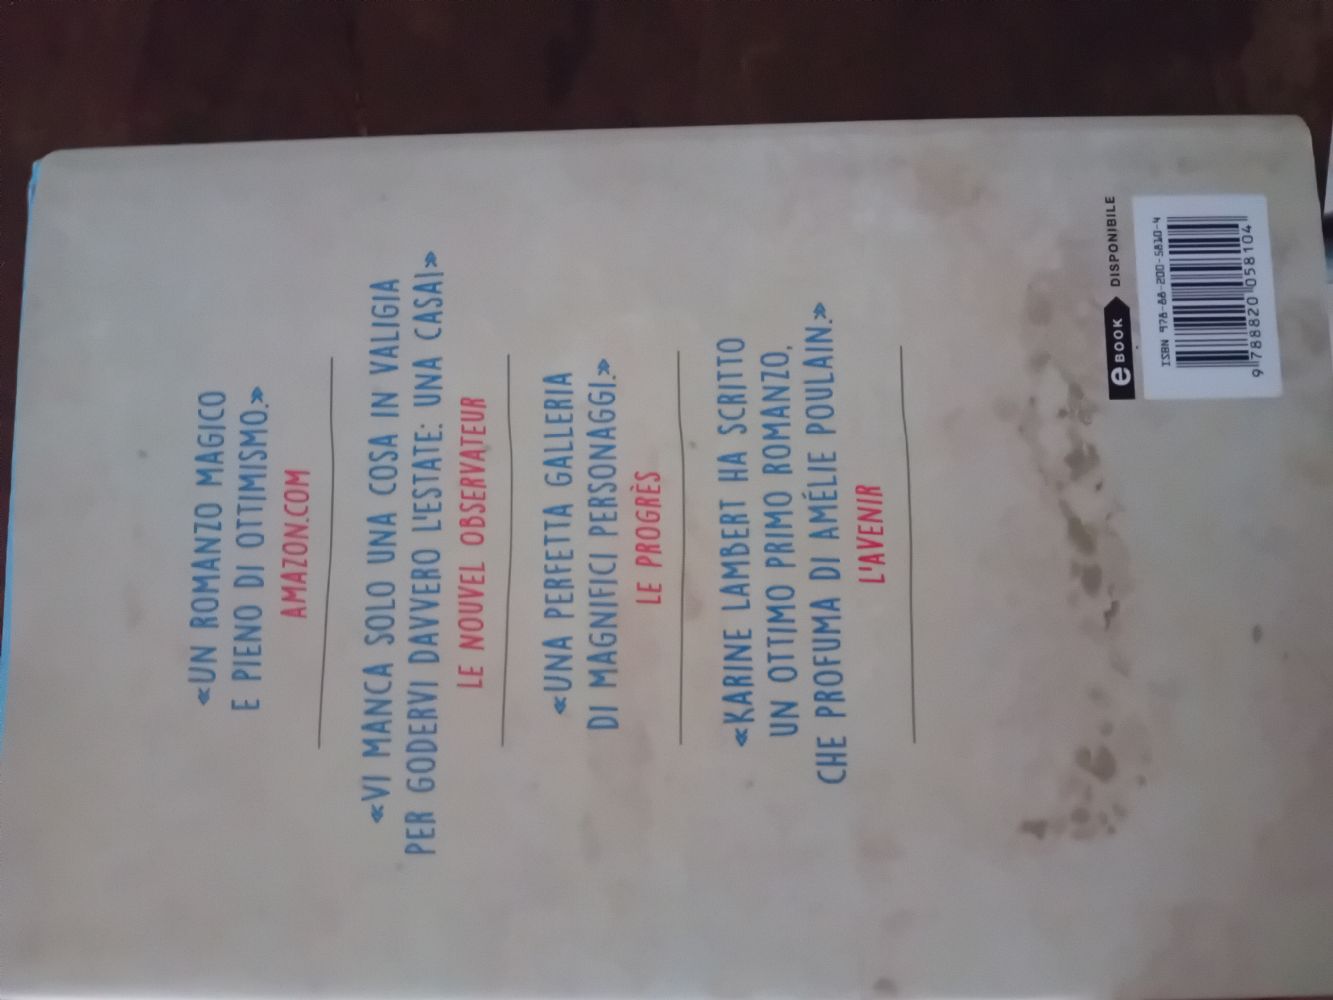 «UN ROMANZO MAGICO
E PIENO DI OTTIMISMO.»
AMAZON.COM
«VI MANCA SOLO UNA COSA IN VALIGIA
PER GODERVI DAVVERO L'ESTATE: UNA CASA!»
LE NOUVEL OBSERVATEUR
«UNA PERFETTA GALLERIA
DI MAGNIFICI PERSONAGGI.»
LE PROGRÈS
«KARINE LAMBERT HA SCRITTO
UN OTTIMO PRIMO ROMANZO,
CHE PROFUMA DI AMÉLIE POULAIN.»
L'AVENIR
eBOOK DISPONIBILE
ISBN 978-88-200-5810-4
9 788820 058104